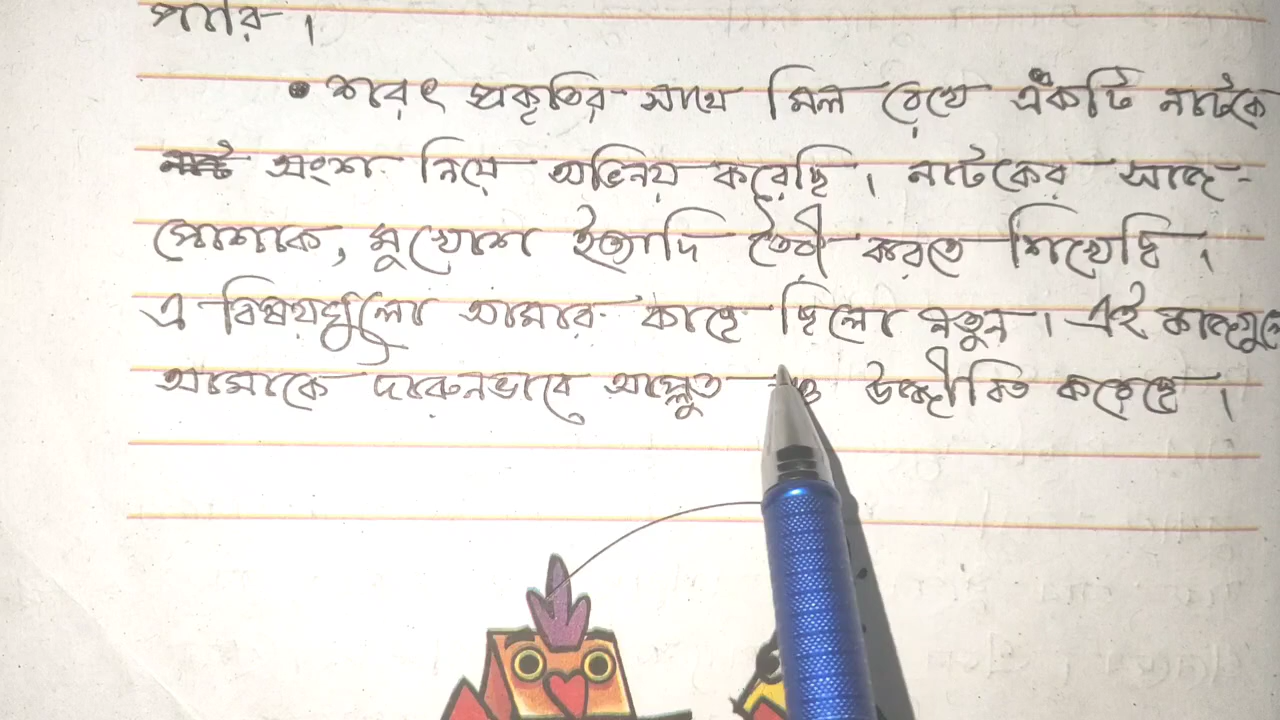 পারি।
• শরৎ প্রকৃতির সাথে মিল রেখে একটি নাটকে
অংশ নিয়ে অভিনয় করেছি। নাটকের সাজ-
পোশাক, মুখোশ ইত্যাদি তৈরী করতে শিখেছি।
এ বিষয়গুলো আমার কাছে ছিলো নতুন। এই কাজগুলো
আমাকে দারুনভাবে আপ্লুত ও উজ্জীবিত করেছে।